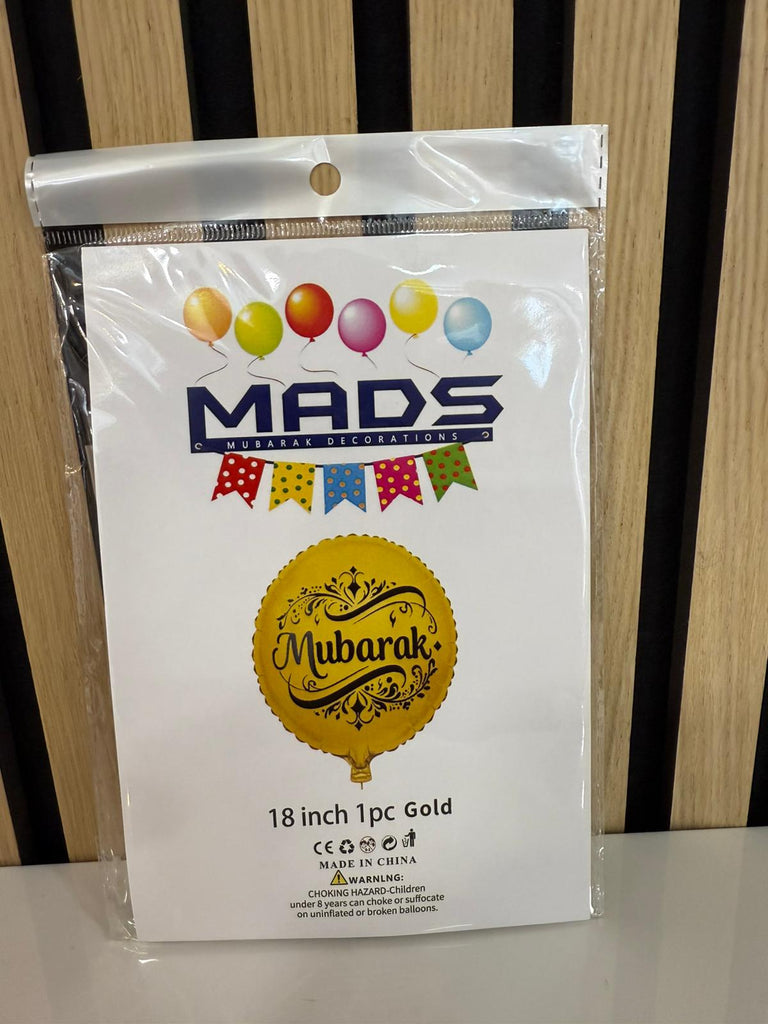 MADS
MUBARAK DECORATIONS
Mubarak
18 inch 1pc Gold
CE
MADE IN CHINA
WARNLNG:
CHOKING HAZARD-Children
under 8 years can choke or suffocate
on uninflated or broken balloons.